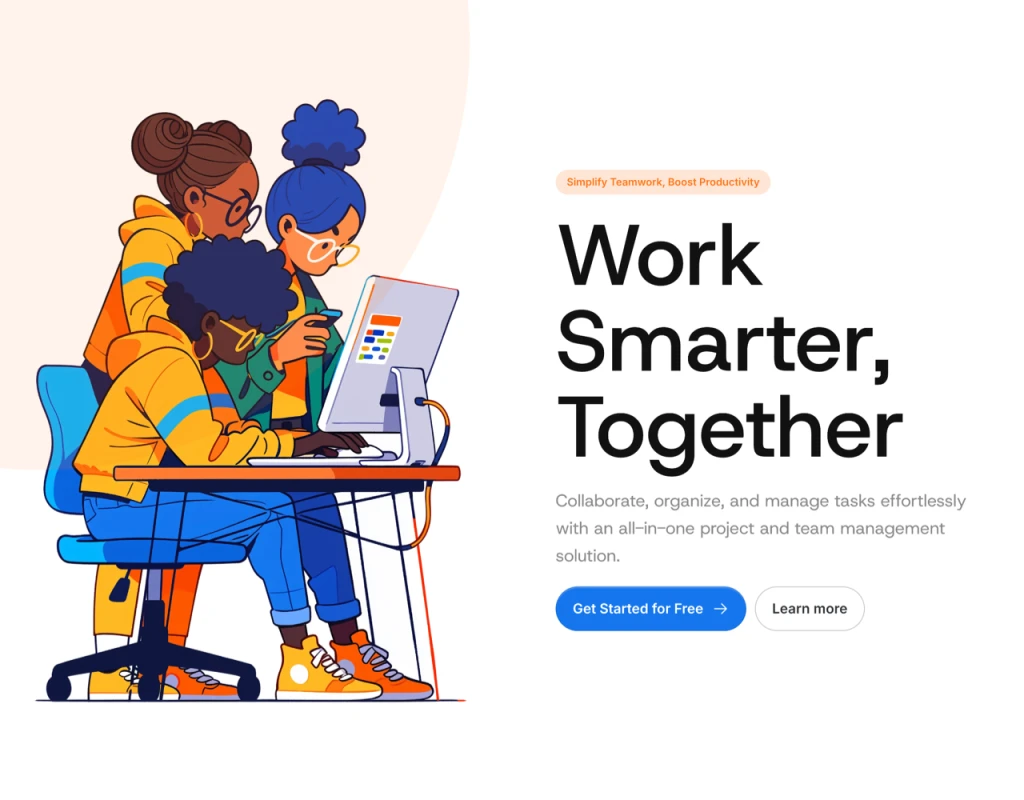 Simplify Teamwork, Boost Productivity
Work
Smarter,
Together
Collaborate, organize, and manage tasks effortlessly
with an all-in-one project and team management
solution.
Get Started for Free
Learn more